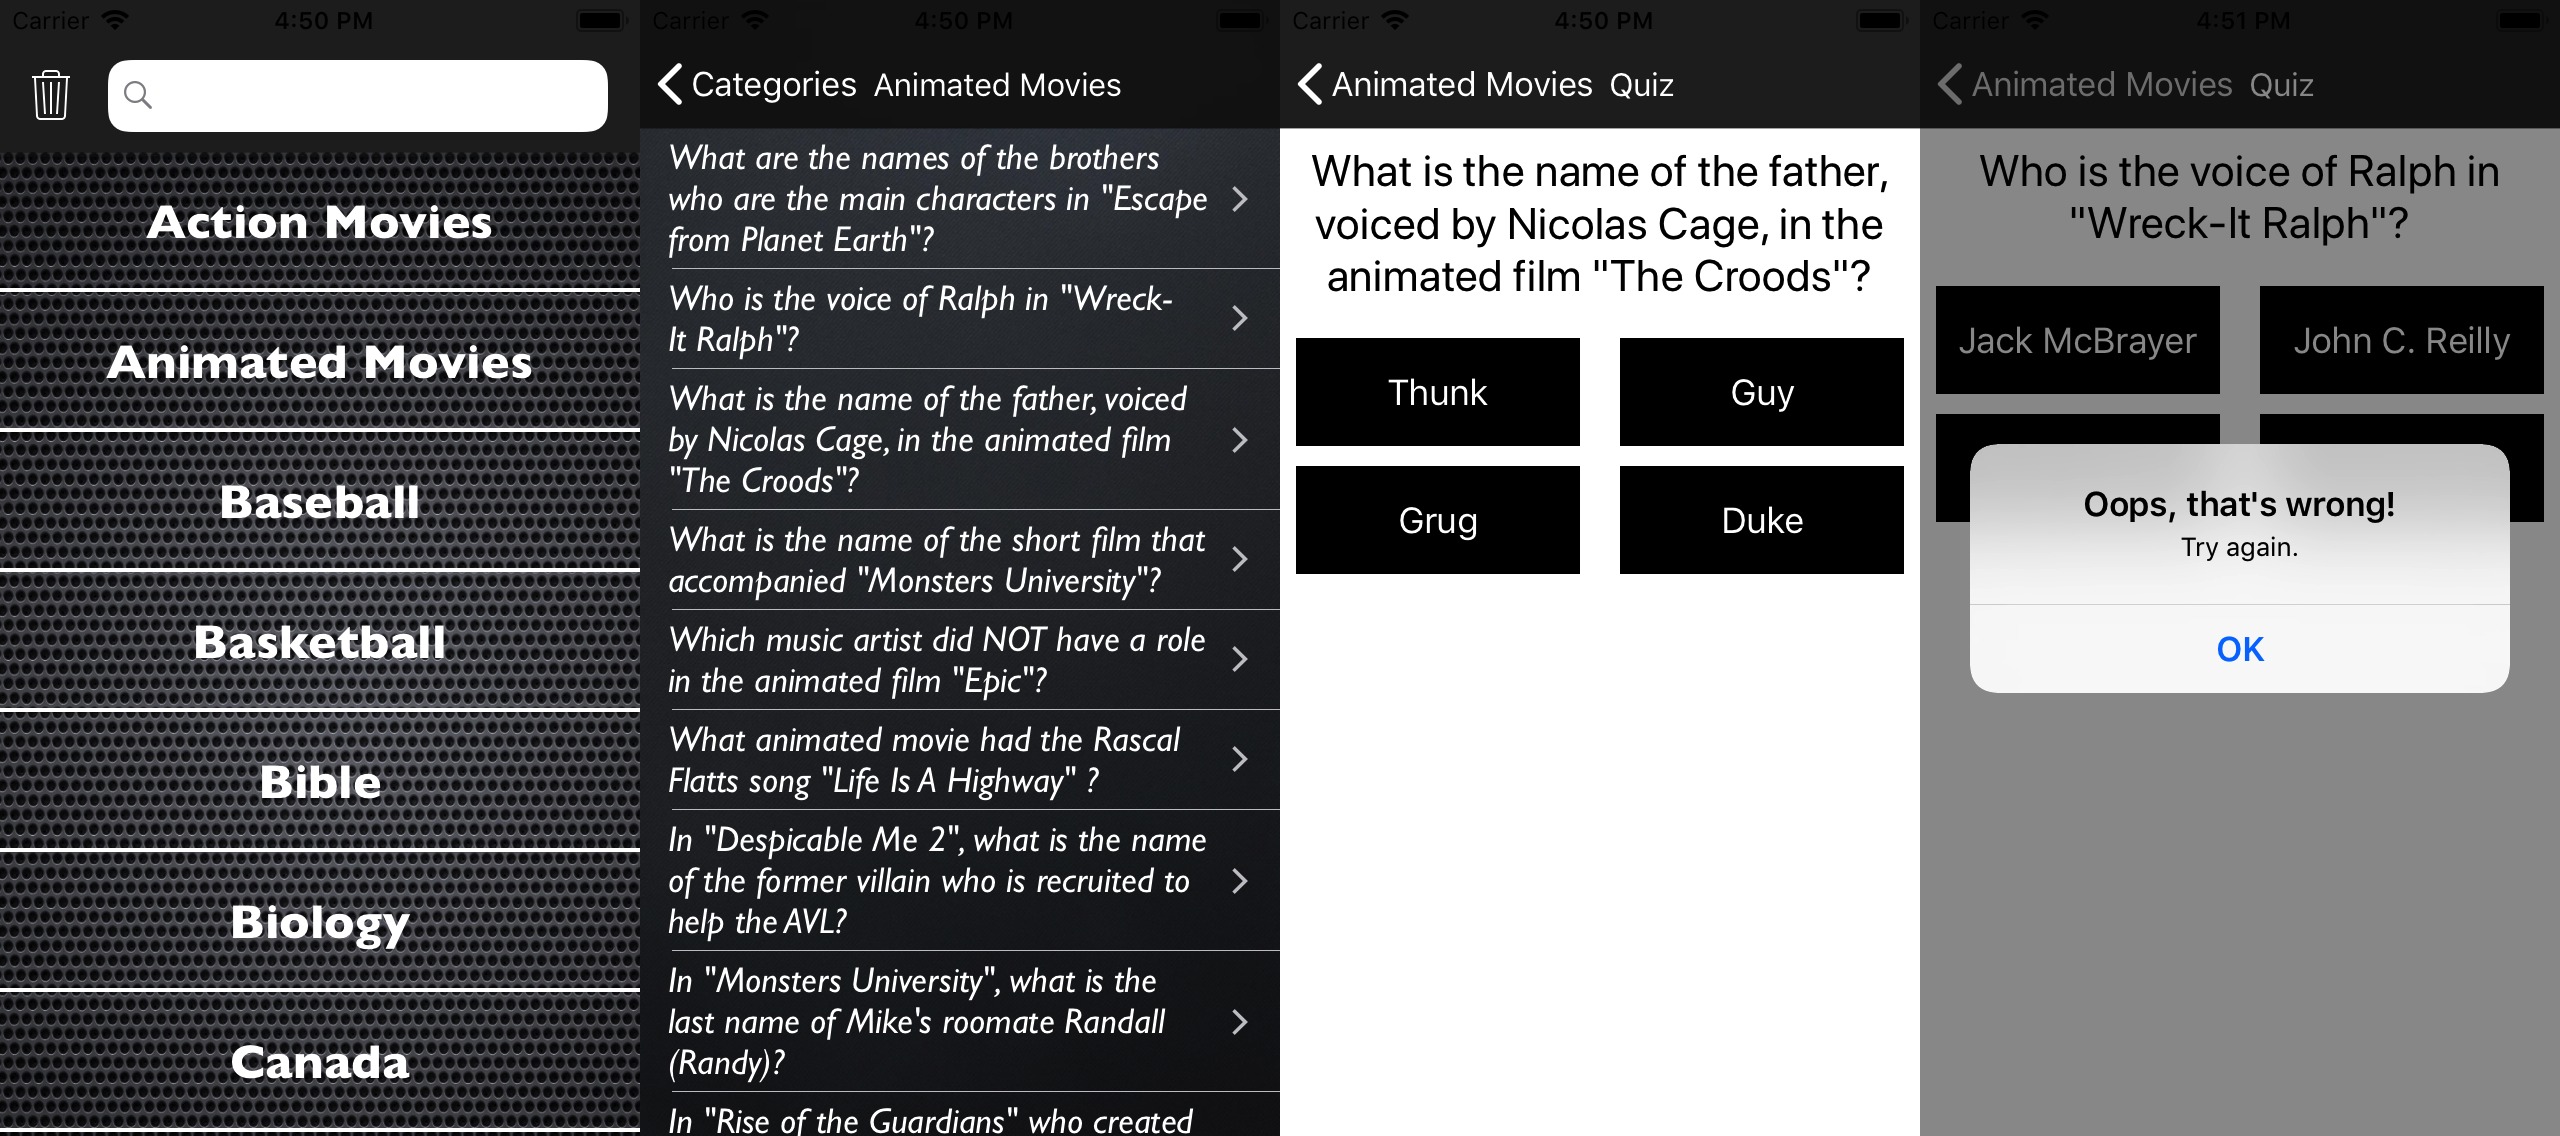 Carrier
4:50 PM
Action Movies
Animated Movies
Baseball
Basketball
Bible
Biology
Canada
Carrier
4:50 PM
Categories Animated Movies
What are the names of the brothers
who are the main characters in "Escape
from Planet Earth"?
Who is the voice of Ralph in "Wreck-
It Ralph"?
What is the name of the father, voiced
by Nicolas Cage, in the animated film
"The Croods"?
What is the name of the short film that
accompanied "Monsters University"?
Which music artist did NOT have a role
in the animated film "Epic"?
What animated movie had the Rascal
Flatts song "Life Is A Highway" ?
In "Despicable Me 2", what is the name
of the former villain who is recruited to
help the AVL?
In "Monsters University", what is the
last name of Mike's roomate Randall
(Randy)?
In "Rise of the Guardians" who created
Carrier
4:50 PM
Animated Movies Quiz
What is the name of the father,
voiced by Nicolas Cage, in the
animated film "The Croods"?
Thunk
Guy
Grug
Duke
Carrier
4:51 PM
Animated Movies Quiz
Who is the voice of Ralph in
"Wreck-It Ralph"?
Jack McBrayer
John C. Reilly
Oops, that's wrong!
Try again.
OK